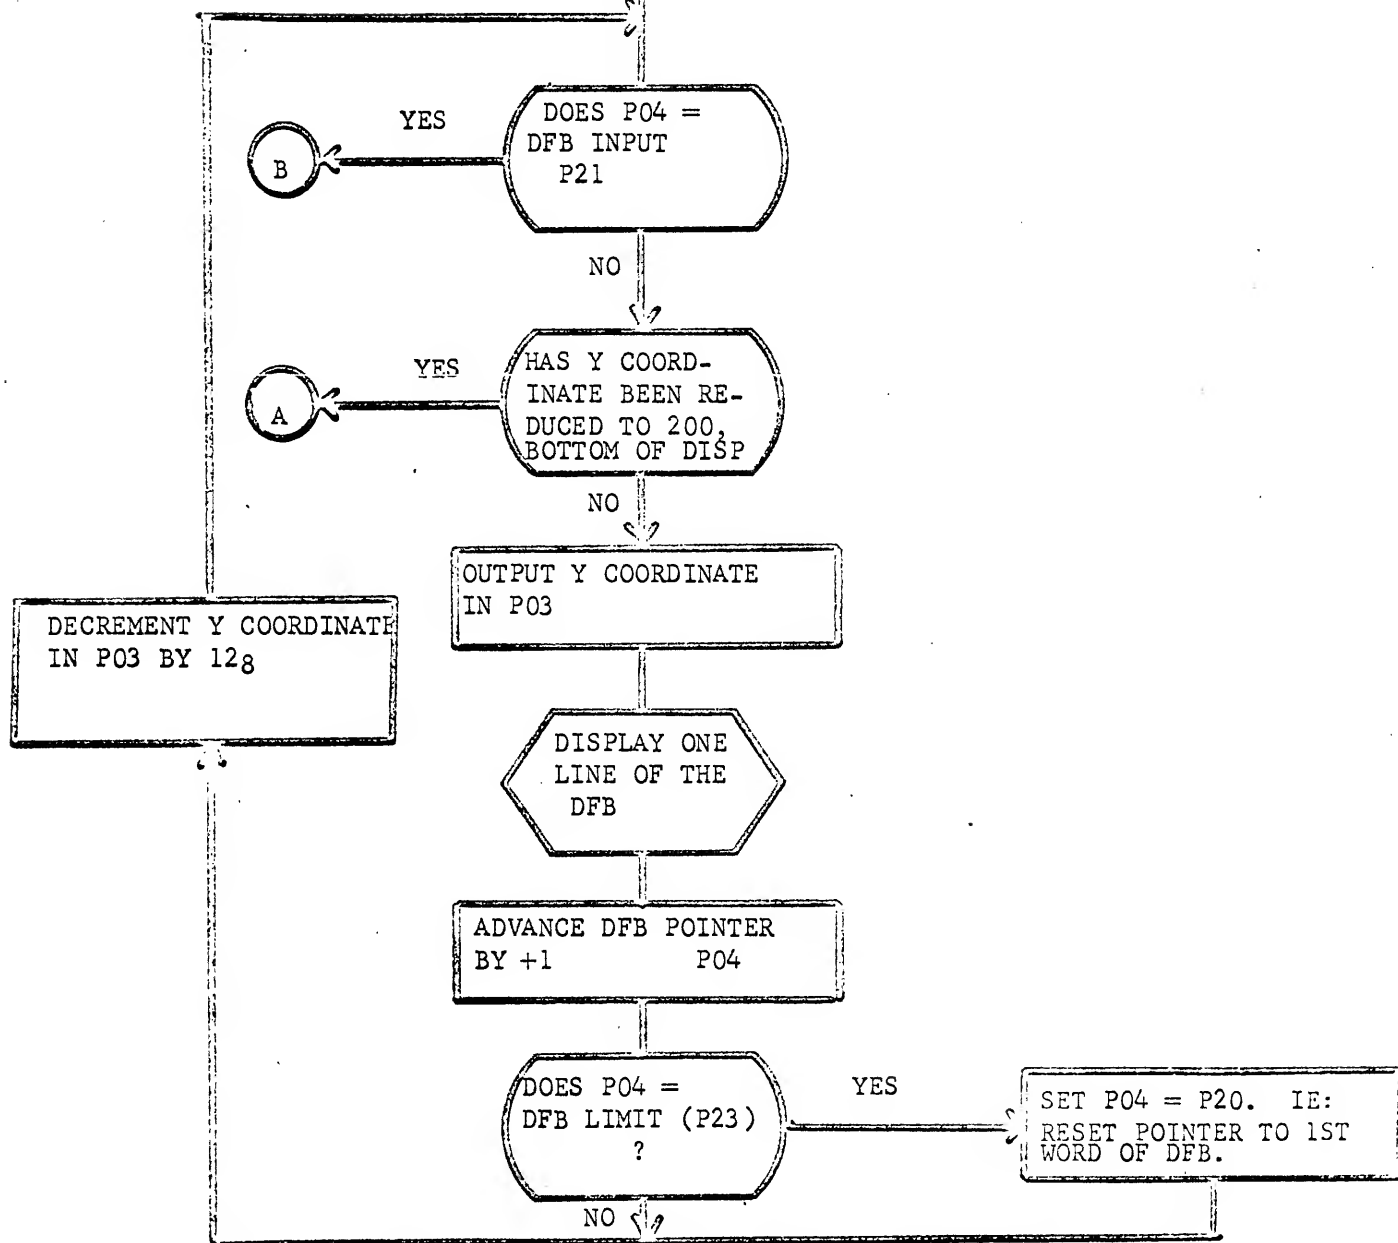 DOES P04 =
DFB INPUT
P21
YES
B
NO
HAS Y COORD-
INATE BEEN RE-
DUCED TO 200,
BOTTOM OF DISP
YES
A
NO
OUTPUT Y COORDINATE
IN P03
DECREMENT Y COORDINATE
IN P03 BY 12₈
DISPLAY ONE
LINE OF THE
DFB
ADVANCE DFB POINTER
BY +1 P04
DOES P04 =
DFB LIMIT (P23)
?
YES
SET P04 = P20. IE:
RESET POINTER TO 1ST
WORD OF DFB.
NO